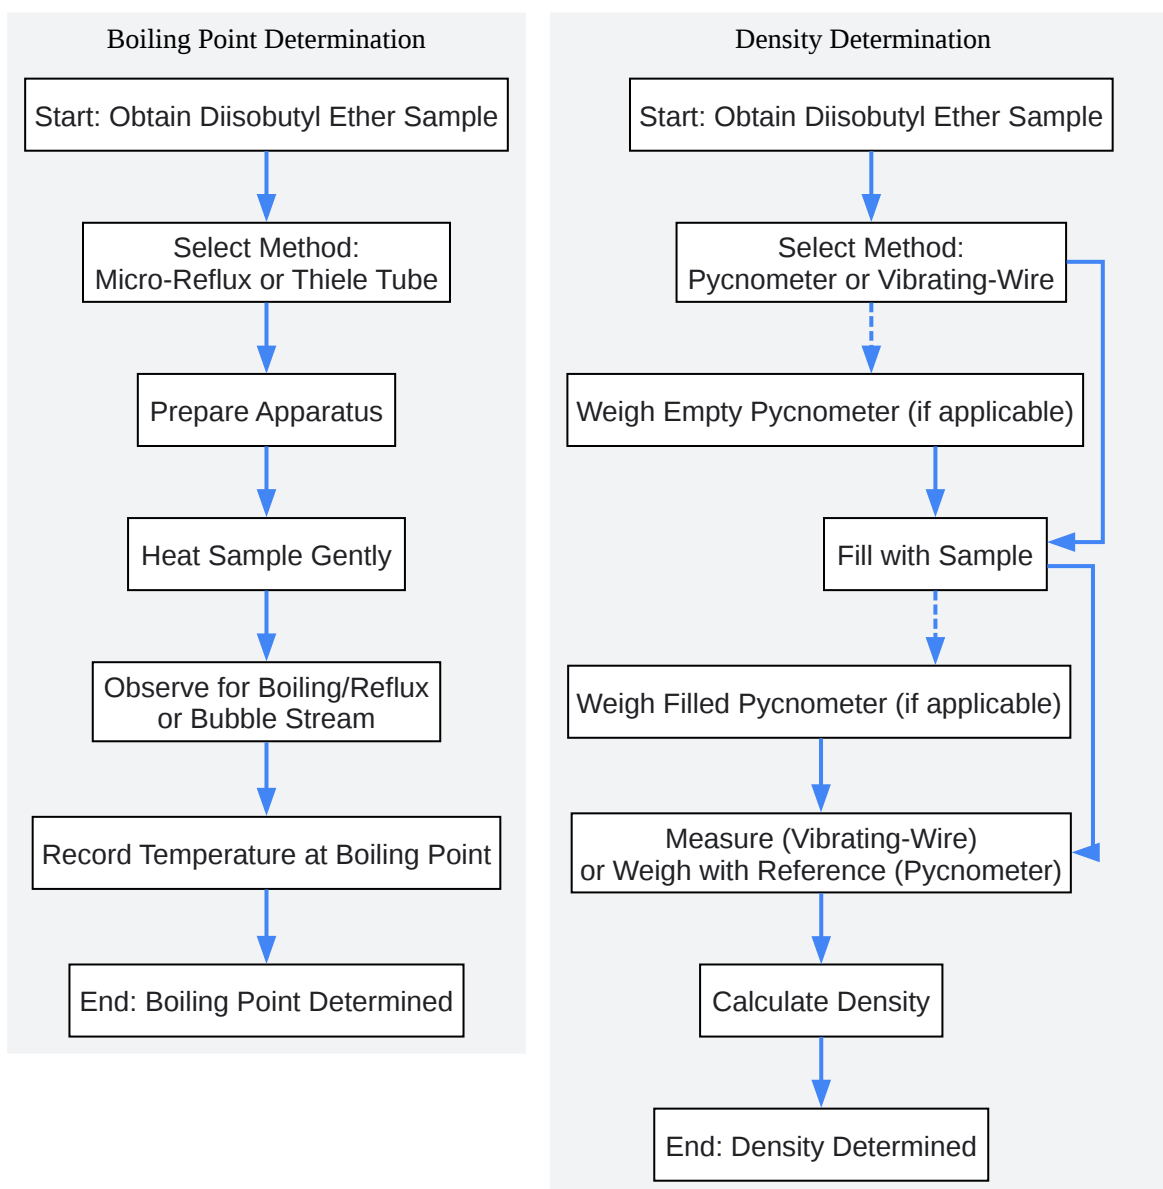 Boiling Point Determination
Start: Obtain Diisobutyl Ether Sample
Select Method:
Micro-Reflux or Thiele Tube
Prepare Apparatus
Heat Sample Gently
Observe for Boiling/Reflux
or Bubble Stream
Record Temperature at Boiling Point
End: Boiling Point Determined
Density Determination
Start: Obtain Diisobutyl Ether Sample
Select Method:
Pycnometer or Vibrating-Wire
Weigh Empty Pycnometer (if applicable)
Fill with Sample
Weigh Filled Pycnometer (if applicable)
Measure (Vibrating-Wire)
or Weigh with Reference (Pycnometer)
Calculate Density
End: Density Determined